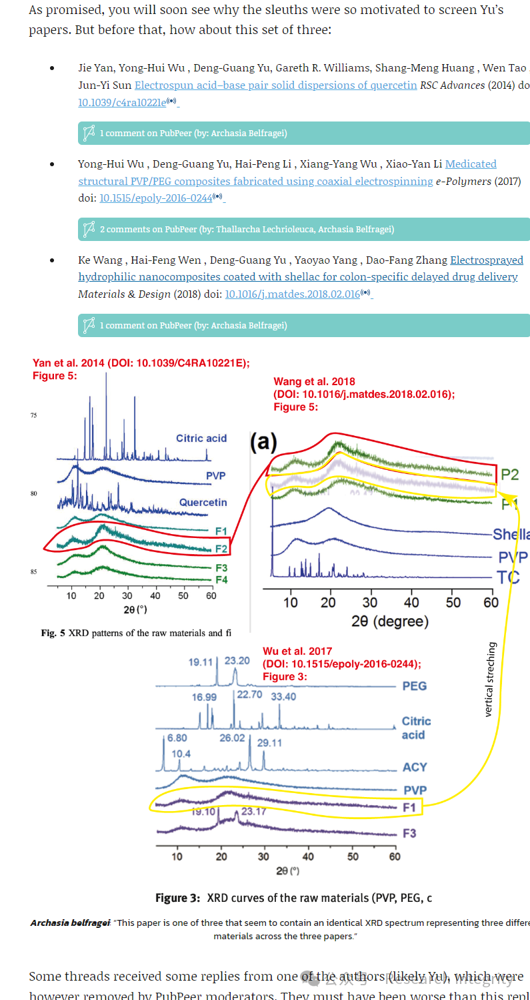 As promised, you will soon see why the sleuths were so motivated to screen Yu's
papers. But before that, how about this set of three:
Jie Yan, Yong-Hui Wu , Deng-Guang Yu, Gareth R. Williams, Shang-Meng Huang , Wen Tao
Jun-Yi Sun Electrospun acid–base pair solid dispersions of quercetin RSC Advances (2014) do
10.1039/c4ra10221e
1 comment on PubPeer (by: Archasia Belfragei)
Yong-Hui Wu , Deng-Guang Yu, Hai-Peng Li , Xiang-Yang Wu , Xiao-Yan Li Medicated
structural PVP/PEG composites fabricated using coaxial electrospinning e-Polymers (2017)
doi: 10.1515/epoly-2016-0244
2 comments on PubPeer (by: Thallarcha Lechrioleuca, Archasia Belfragei)
Ke Wang , Hai-Feng Wen , Deng-Guang Yu , Yaoyao Yang , Dao-Fang Zhang Electrosprayed
hydrophilic nanocomposites coated with shellac for colon-specific delayed drug delivery
Materials & Design (2018) doi: 10.1016/j.matdes.2018.02.016
1 comment on PubPeer (by: Archasia Belfragei)
Yan et al. 2014 (DOI: 10.1039/C4RA10221E);
Figure 5:
75
80
85
Citric acid
PVP
Quercetin
F1
F2
F3
F4
10 20 30 40 50 60
2θ (°)
Fig. 5 XRD patterns of the raw materials and fi
Wang et al. 2018
(DOI: 10.1016/j.matdes.2018.02.016);
Figure 5:
(a)
P2
P1
Shella
PVP
TC
10 20 30 40 50 60
2θ (degree)
vertical streching
Wu et al. 2017
(DOI: 10.1515/epoly-2016-0244);
Figure 3:
19.11 23.20
PEG
16.99 22.70 33.40
Citric
acid
6.80 26.02 29.11
10.4
ACY
PVP
F1
19.10 23.17
F3
10 20 30 40 50 60
2θ (°)
Figure 3: XRD curves of the raw materials (PVP, PEG, c
Archasia belfragei: “This paper is one of three that seem to contain an identical XRD spectrum representing three differe
materials across the three papers.”
Some threads received some replies from one of the authors (likely Yu), which were
公众号 · Research Integrity
however removed by PubPeer moderators. They must have been worse than this repl